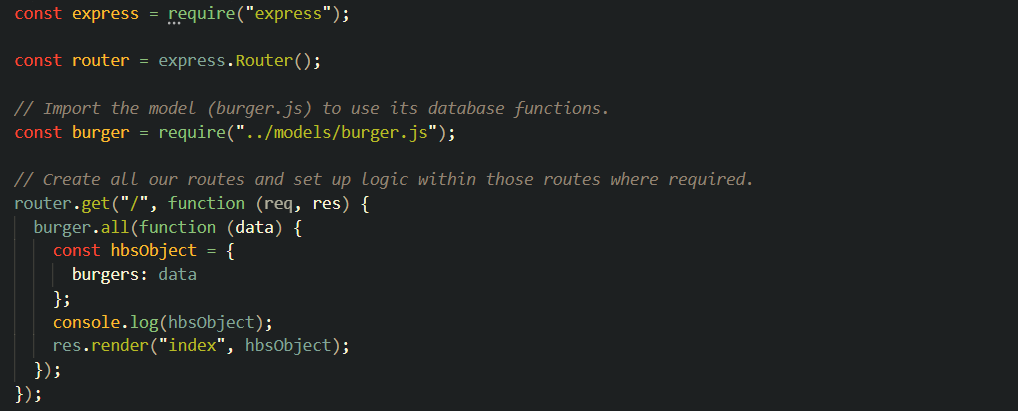 const express = require("express");
const router = express.Router();
// Import the model (burger.js) to use its database functions.
const burger = require("../models/burger.js");
// Create all our routes and set up logic within those routes where required.
router.get("/", function (req, res) {
  burger.all(function (data) {
    const hbsObject = {
      burgers: data
    };
    console.log(hbsObject);
    res.render("index", hbsObject);
  });
});